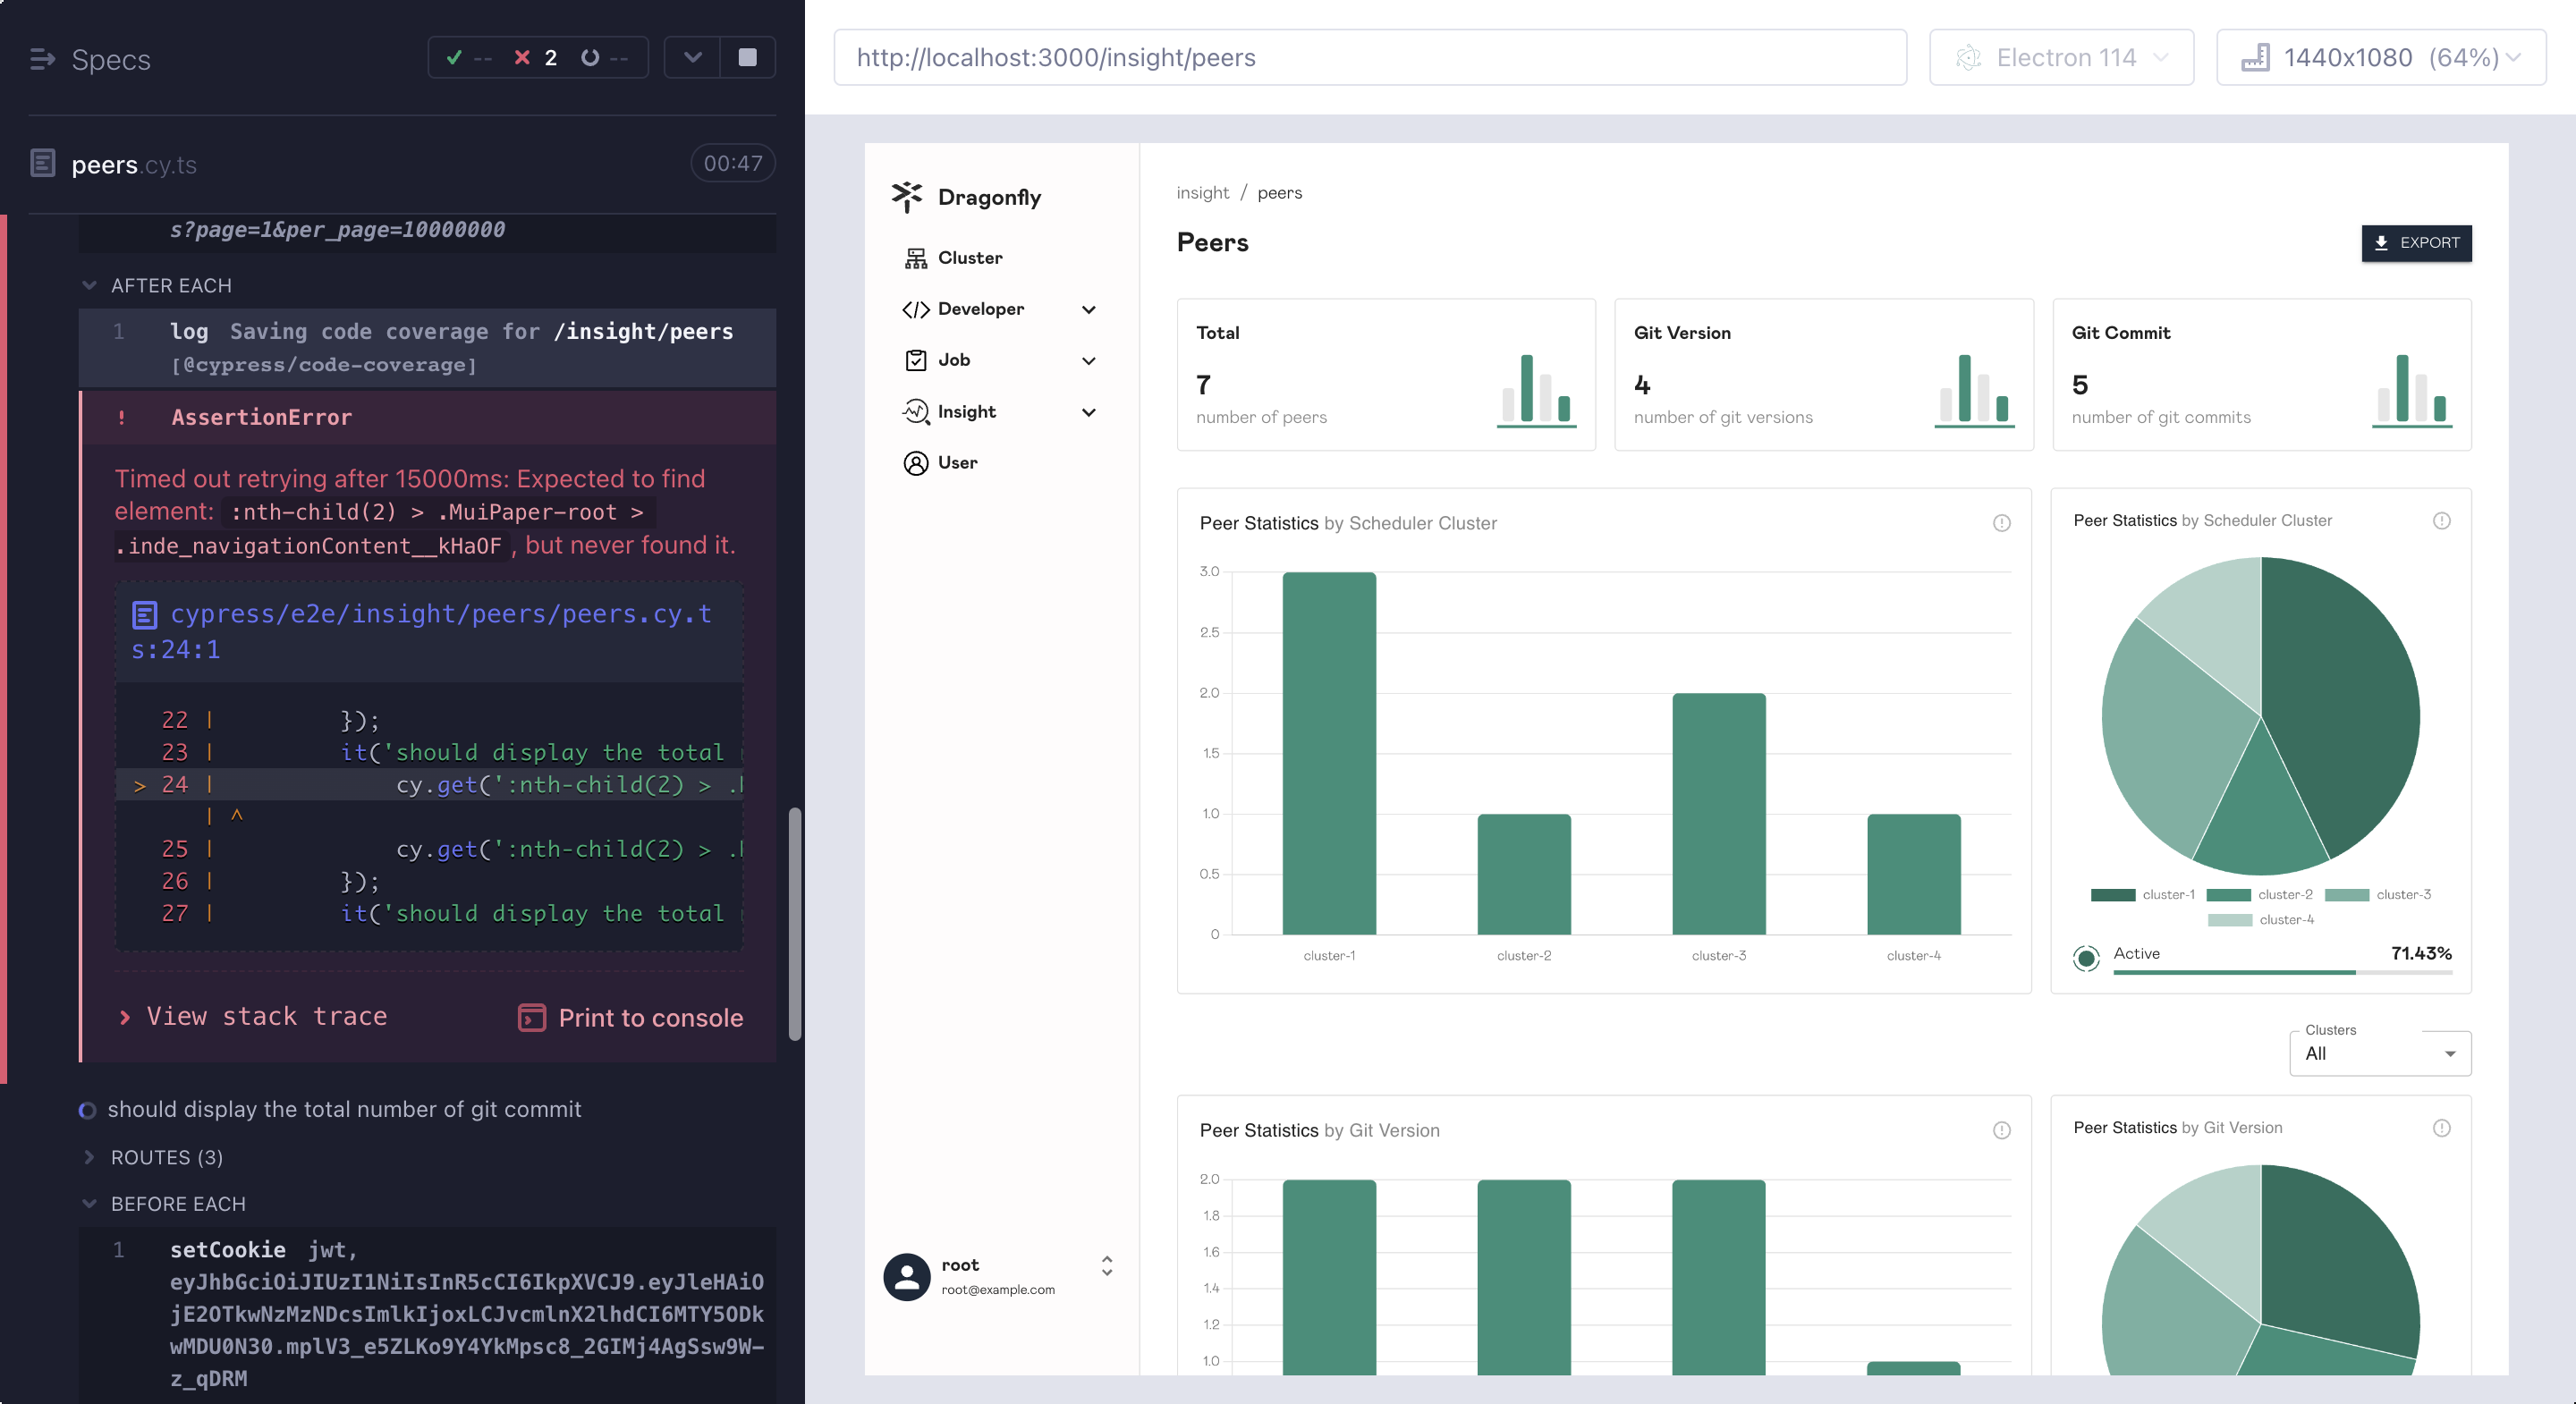 Specs
-- 2 --
peers.cy.ts
00:47
s?page=1&per_page=10000000
AFTER EACH
1 log Saving code coverage for /insight/peers
[@cypress/code-coverage]
! AssertionError
Timed out retrying after 15000ms: Expected to find
element: :nth-child(2) > .MuiPaper-root >
.inde_navigationContent__kHaOF , but never found it.
cypress/e2e/insight/peers/peers.cy.t
s:24:1
22 | });
23 | it('should display the total
> 24 | cy.get(':nth-child(2) > .
| ^
25 | cy.get(':nth-child(2) > .
26 | });
27 | it('should display the total
View stack trace
Print to console
should display the total number of git commit
ROUTES (3)
BEFORE EACH
1 setCookie jwt,
eyJhbGciOiJIUzI1NiIsInR5cCI6IkpXVCJ9.eyJleHAiO
jE2OTkwNzMzNDcsImlkIjoxLCJvcmlnX2lhdCI6MTY5ODk
wMDU0N30.mplV3_e5ZLKo9Y4YkMpsc8_2GIMj4AgSsw9W-
z_qDRM
http://localhost:3000/insight/peers
Electron 114
1440x1080 (64%)
Dragonfly
Cluster
Developer
Job
Insight
User
root
root@example.com
insight / peers
Peers
EXPORT
Total
7
number of peers
Git Version
4
number of git versions
Git Commit
5
number of git commits
Peer Statistics by Scheduler Cluster
3.0
2.5
2.0
1.5
1.0
0.5
0
cluster-1 cluster-2 cluster-3 cluster-4
Peer Statistics by Scheduler Cluster
cluster-1 cluster-2 cluster-3
cluster-4
Active 71.43%
Clusters
All
Peer Statistics by Git Version
2.0
1.8
1.6
1.4
1.2
1.0
Peer Statistics by Git Version